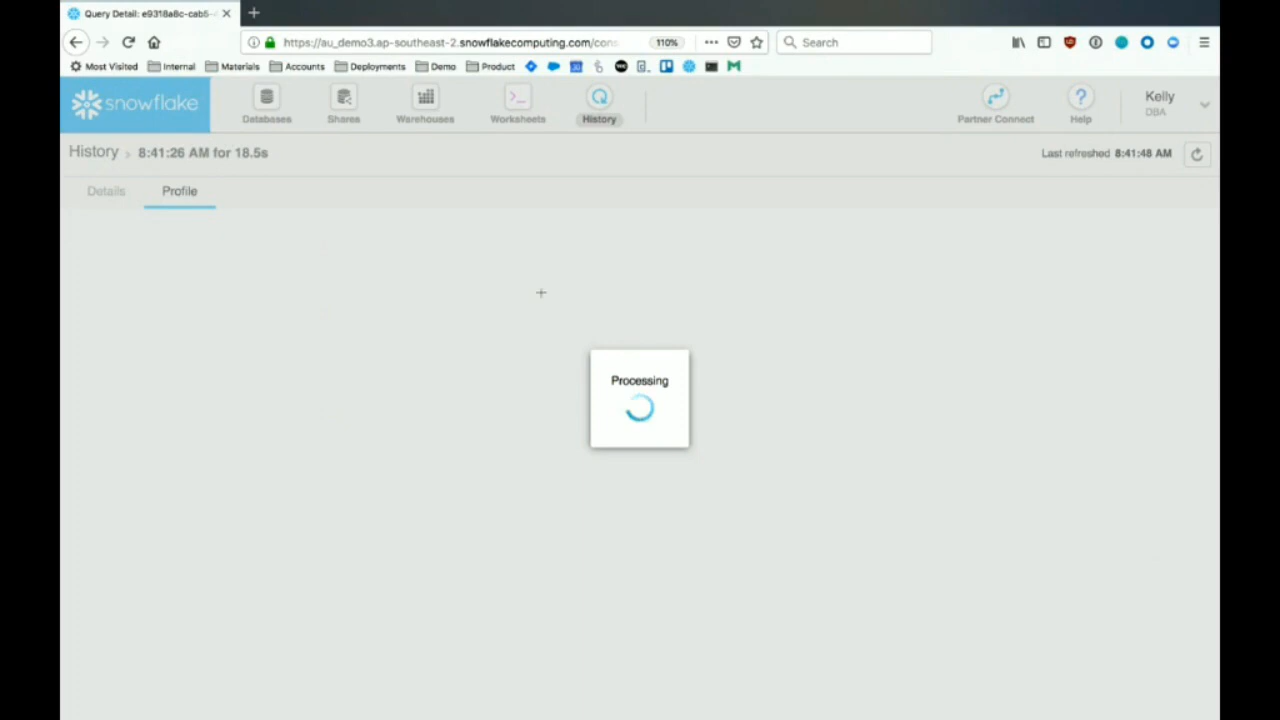 Query Detail: e9318a8c-cab5-
https://au_demo3.ap-southeast-2.snowflakecomputing.com/cons
110%
Search
Most Visited Internal Materials Accounts Deployments Demo Product
snowflake
Databases Shares Warehouses Worksheets History Partner Connect Help
Kelly
DBA
History › 8:41:26 AM for 18.5s
Last refreshed 8:41:48 AM
Details Profile
Processing